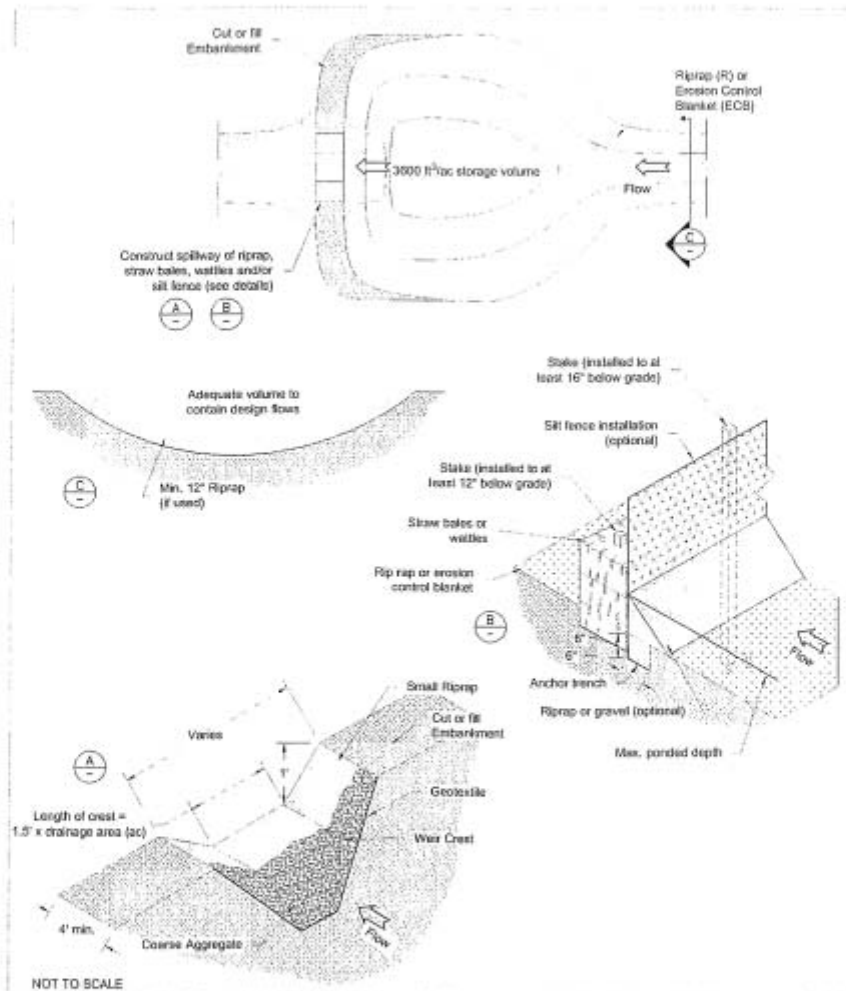 Cut or fill
Embankment
Riprap (R) or
Erosion Control
Blanket (ECB)
3600 ft³/ac storage volume
Flow
C
–
Construct spillway of riprap,
straw bales, wattles and/or
silt fence (see details)
A
–
B
–
Adequate volume to
contain design flows
C
–
Min. 12" Riprap
(if used)
Stake (installed to at
least 16" below grade)
Silt fence installation
(optional)
Stake (installed to at
least 12" below grade)
Straw bales or
wattles
Rip rap or erosion
control blanket
B
–
6"
6"
Flow
Anchor trench
Riprap or gravel (optional)
Max. ponded depth
Small Riprap
Cut or fill
Embankment
Varies
A
–
1'
Geotextile
Length of crest =
1.5' x drainage area (ac)
Weir Crest
4' min.
Coarse Aggregate
Flow
NOT TO SCALE